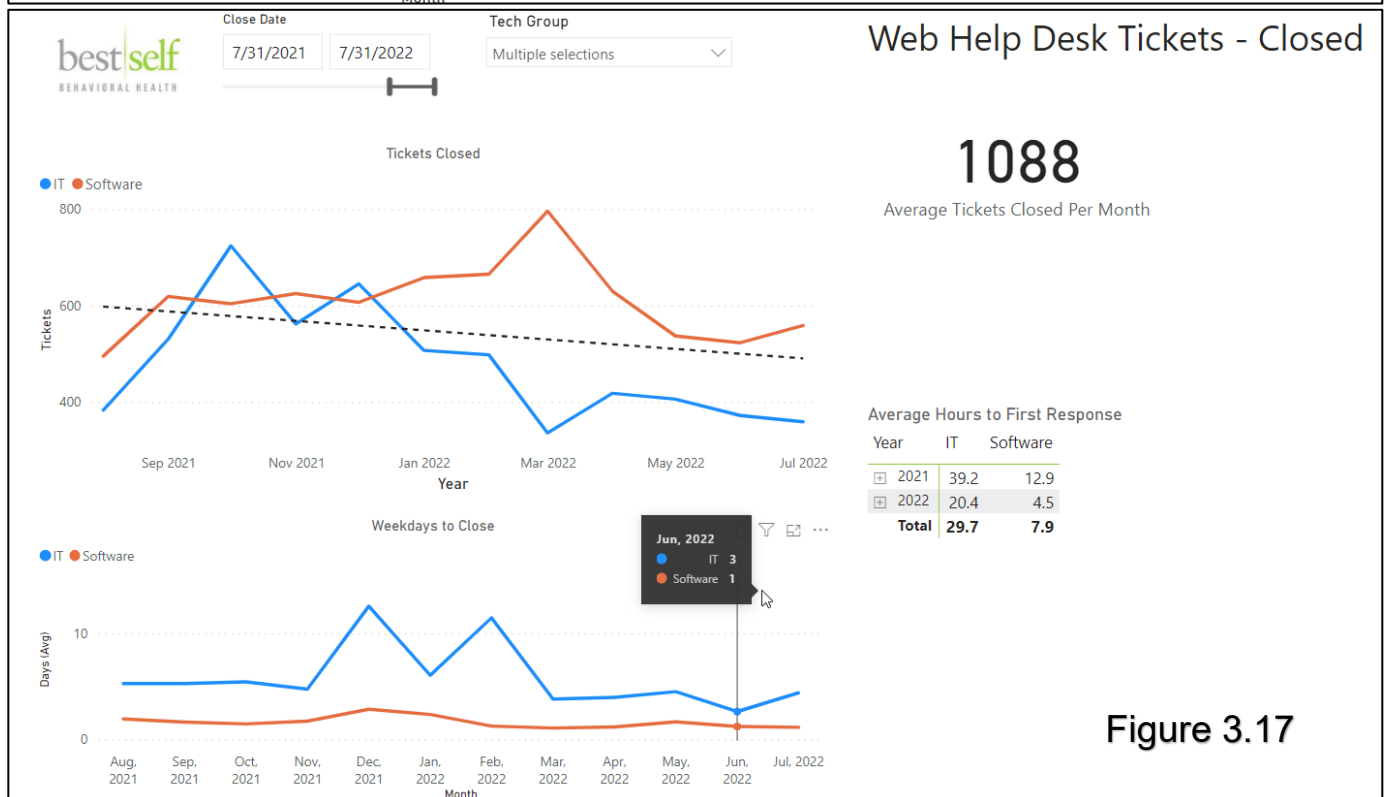 Month
Close Date
Tech Group
Web Help Desk Tickets - Closed
best self
BEHAVIORAL HEALTH
7/31/2021 7/31/2022
Multiple selections
Tickets Closed
IT Software
1088
Average Tickets Closed Per Month
800
600
400
Tickets
Sep 2021 Nov 2021 Jan 2022 Mar 2022 May 2022 Jul 2022
Year
Average Hours to First Response
Year IT Software
2021 39.2 12.9
2022 20.4 4.5
Total 29.7 7.9
Weekdays to Close
IT Software
Jun, 2022
IT 3
Software 1
10
0
Days (Avg)
Aug, 2021 Sep, 2021 Oct, 2021 Nov, 2021 Dec, 2021 Jan, 2022 Feb, 2022 Mar, 2022 Apr, 2022 May, 2022 Jun, 2022 Jul, 2022
Month
Figure 3.17